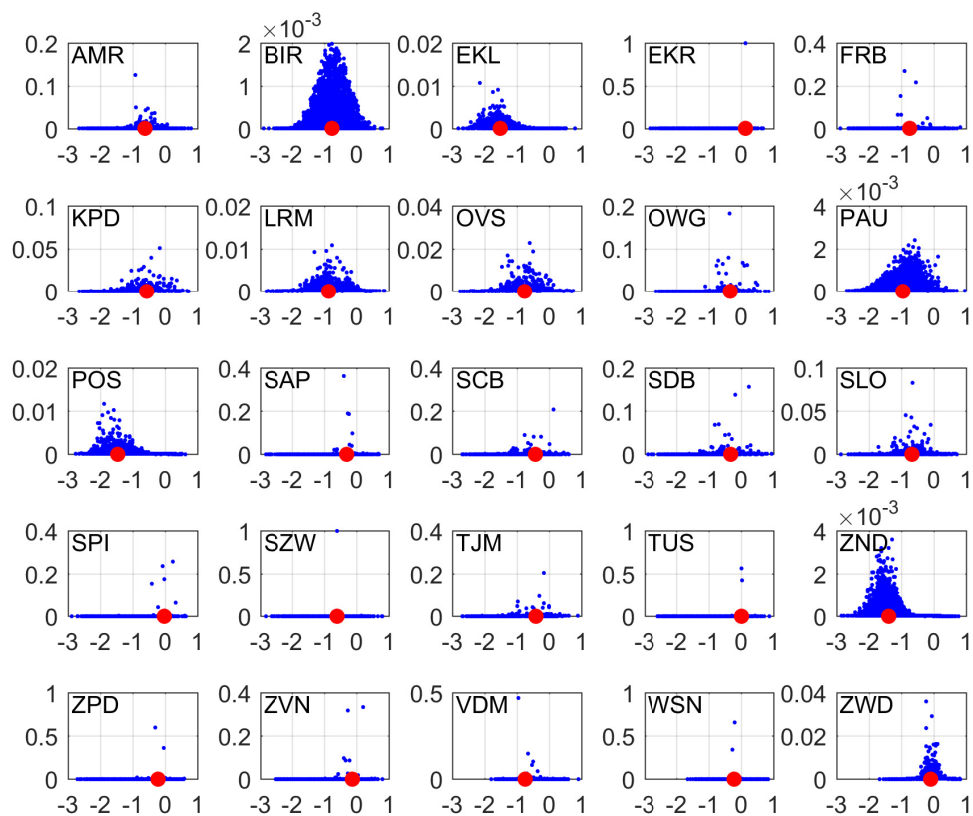 ×10⁻³
0.2 2 0.02 1 0.4
AMR BIR EKL EKR FRB
0.1 1 0.01 0.5 0.2
0 0 0 0 0
-3 -2 -1 0 1 -3 -2 -1 0 1 -3 -2 -1 0 1 -3 -2 -1 0 1 -3 -2 -1 0 1
×10⁻³
0.1 0.02 0.04 0.2 4
KPD LRM OVS OWG PAU
0.05 0.01 0.02 0.1 2
0 0 0 0 0
-3 -2 -1 0 1 -3 -2 -1 0 1 -3 -2 -1 0 1 -3 -2 -1 0 1 -3 -2 -1 0 1
0.02 0.4 0.4 0.2 0.1
POS SAP SCB SDB SLO
0.01 0.2 0.2 0.1 0.05
0 0 0 0 0
-3 -2 -1 0 1 -3 -2 -1 0 1 -3 -2 -1 0 1 -3 -2 -1 0 1 -3 -2 -1 0 1
×10⁻³
0.4 1 0.4 1 4
SPI SZW TJM TUS ZND
0.2 0.5 0.2 0.5 2
0 0 0 0 0
-3 -2 -1 0 1 -3 -2 -1 0 1 -3 -2 -1 0 1 -3 -2 -1 0 1 -3 -2 -1 0 1
1 0.4 0.5 1 0.04
ZPD ZVN VDM WSN ZWD
0.5 0.2 0.5 0.02
0 0 0 0 0
-3 -2 -1 0 1 -3 -2 -1 0 1 -3 -2 -1 0 1 -3 -2 -1 0 1 -3 -2 -1 0 1